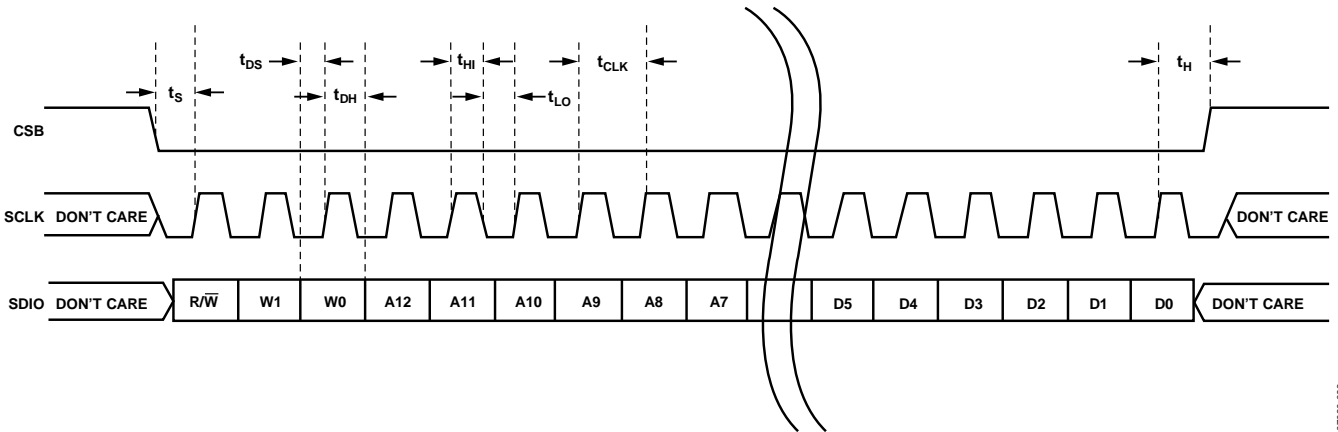 tDS
tHI
tCLK
tH
tS
tDH
tLO
CSB
SCLK DON'T CARE DON'T CARE
SDIO DON'T CARE R/W̅ W1 W0 A12 A11 A10 A9 A8 A7 D5 D4 D3 D2 D1 D0 DON'T CARE